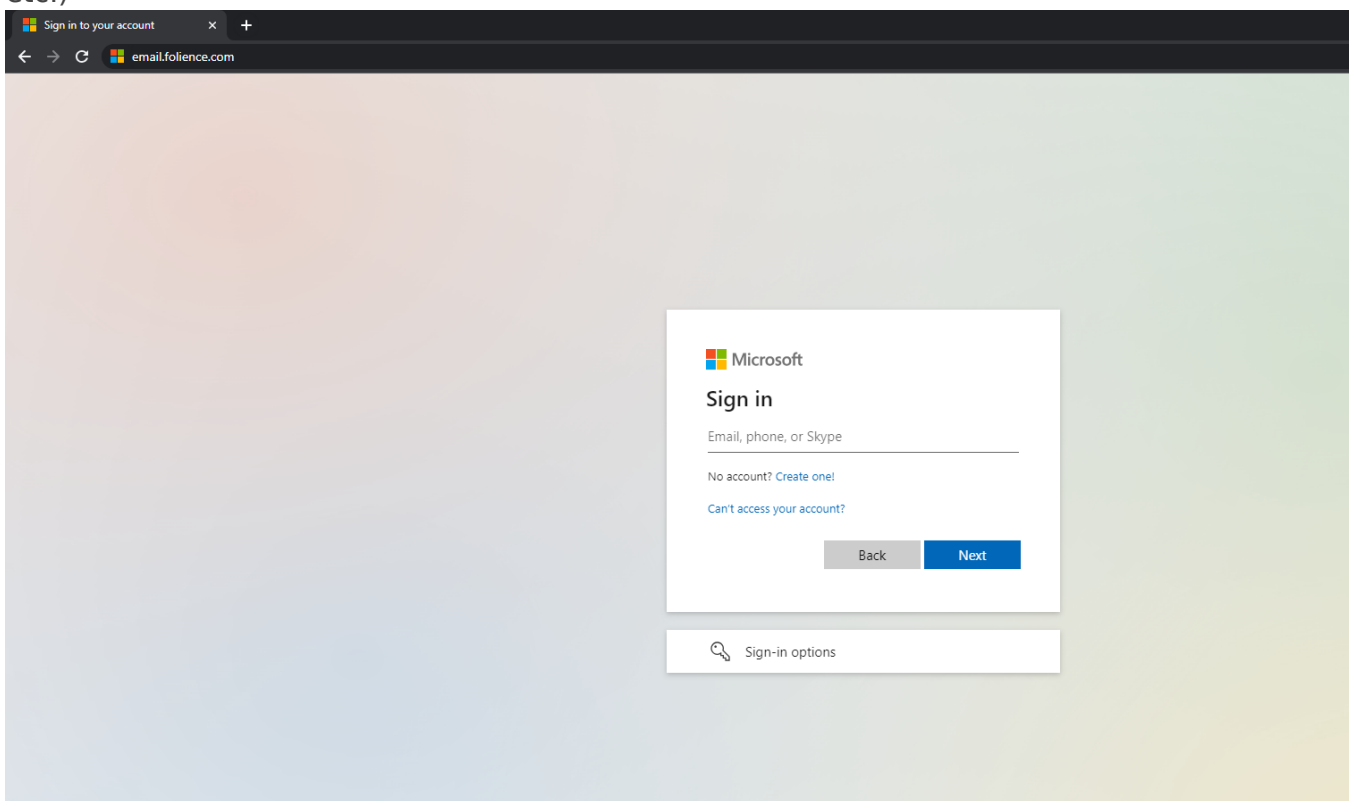 Sign in to your account
email.folience.com
Microsoft
Sign in
Email, phone, or Skype
No account? Create one!
Can't access your account?
Back Next
Sign-in options